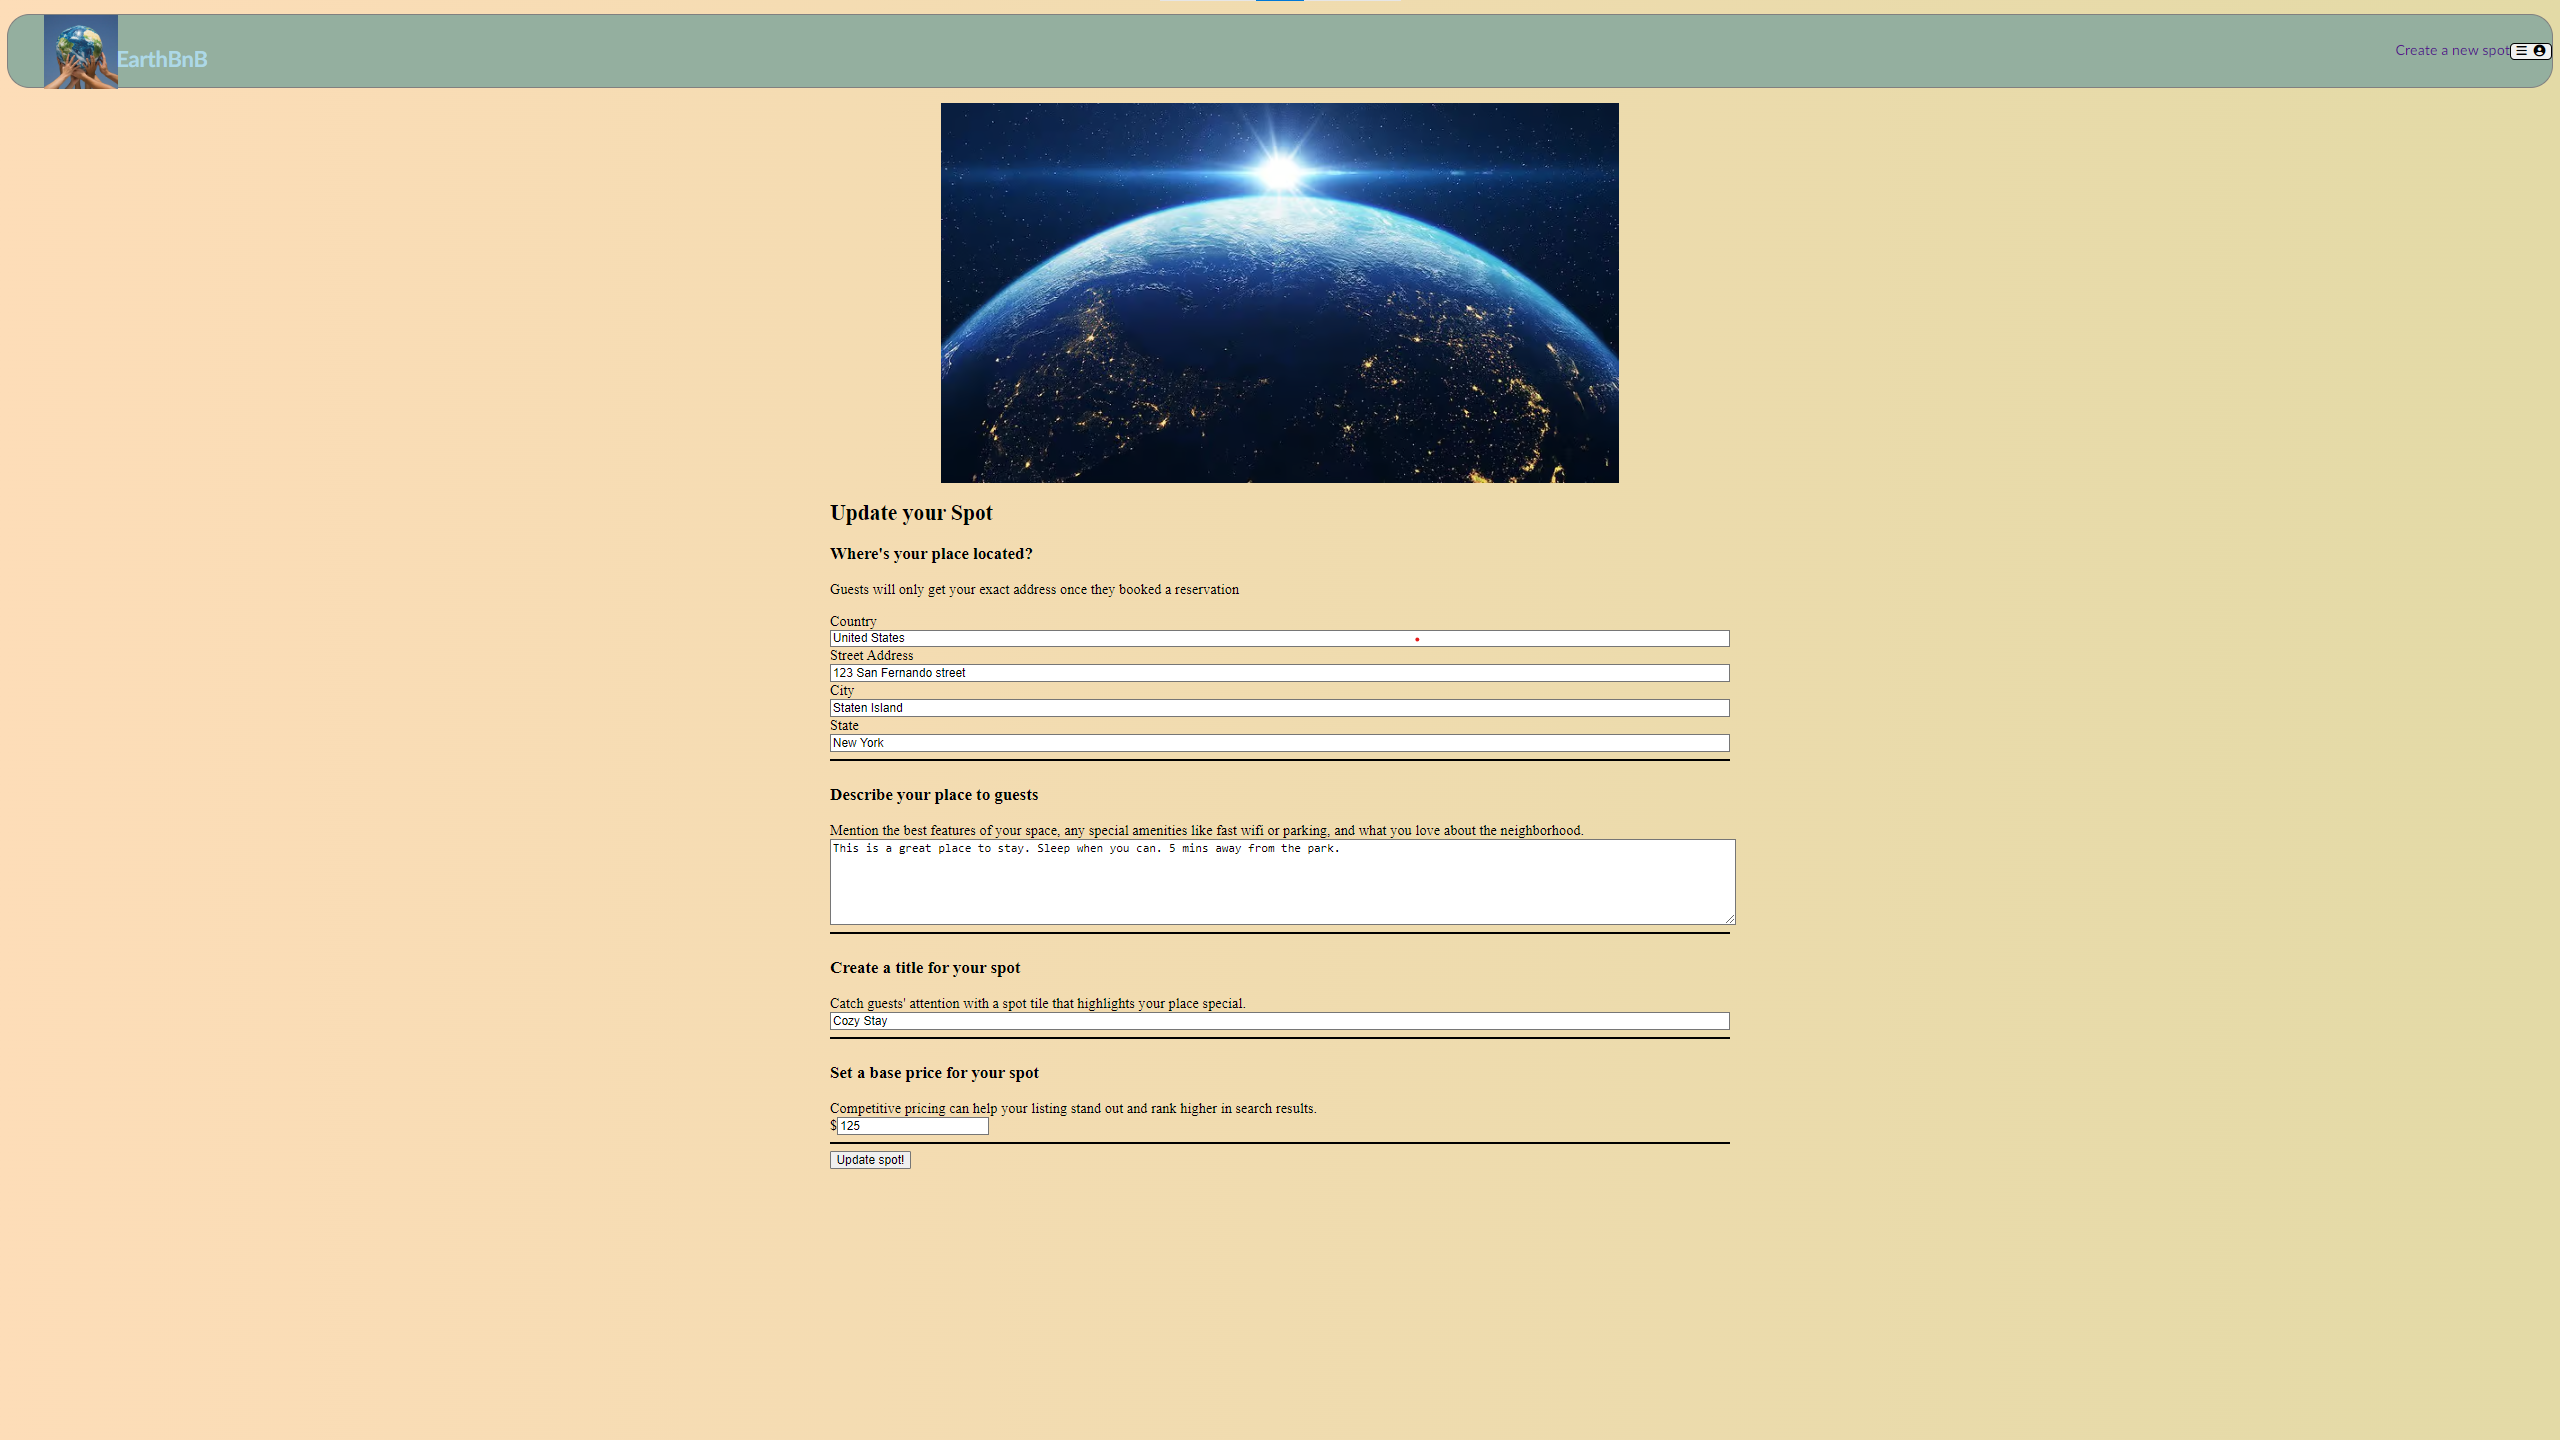 EarthBnB
Create a new spot
Update your Spot
Where's your place located?
Guests will only get your exact address once they booked a reservation
Country
United States
Street Address
123 San Fernando street
City
Staten Island
State
New York
Describe your place to guests
Mention the best features of your space, any special amenities like fast wifi or parking, and what you love about the neighborhood.
This is a great place to stay. Sleep when you can. 5 mins away from the park.
Create a title for your spot
Catch guests' attention with a spot tile that highlights your place special.
Cozy Stay
Set a base price for your spot
Competitive pricing can help your listing stand out and rank higher in search results.
$125
Update spot!